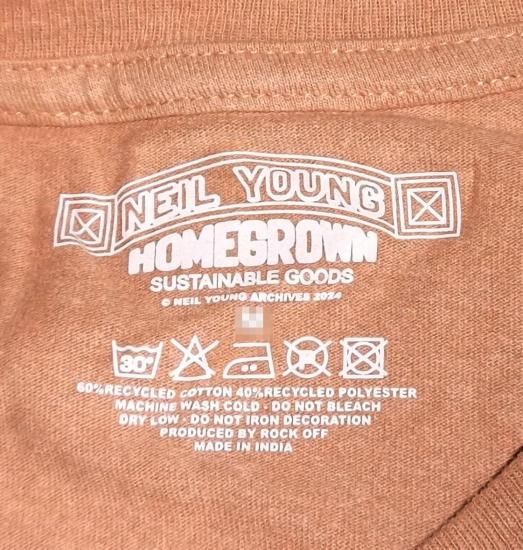 NEIL YOUNG
HOMEGROWN
SUSTAINABLE GOODS
© NEIL YOUNG ARCHIVES 2024
30°
60% RECYCLED COTTON 40% RECYCLED POLYESTER
MACHINE WASH COLD · DO NOT BLEACH
DRY LOW · DO NOT IRON DECORATION
PRODUCED BY ROCK OFF
MADE IN INDIA